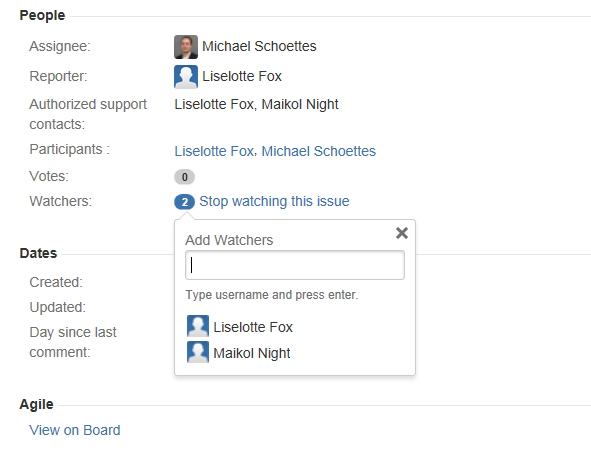 People
Assignee: Michael Schoettes
Reporter: Liselotte Fox
Authorized support contacts: Liselotte Fox, Maikol Night
Participants : Liselotte Fox, Michael Schoettes
Votes: 0
Watchers: 2 Stop watching this issue
Add Watchers
Type username and press enter.
Liselotte Fox
Maikol Night
Dates
Created:
Updated:
Day since last
comment:
Agile
View on Board